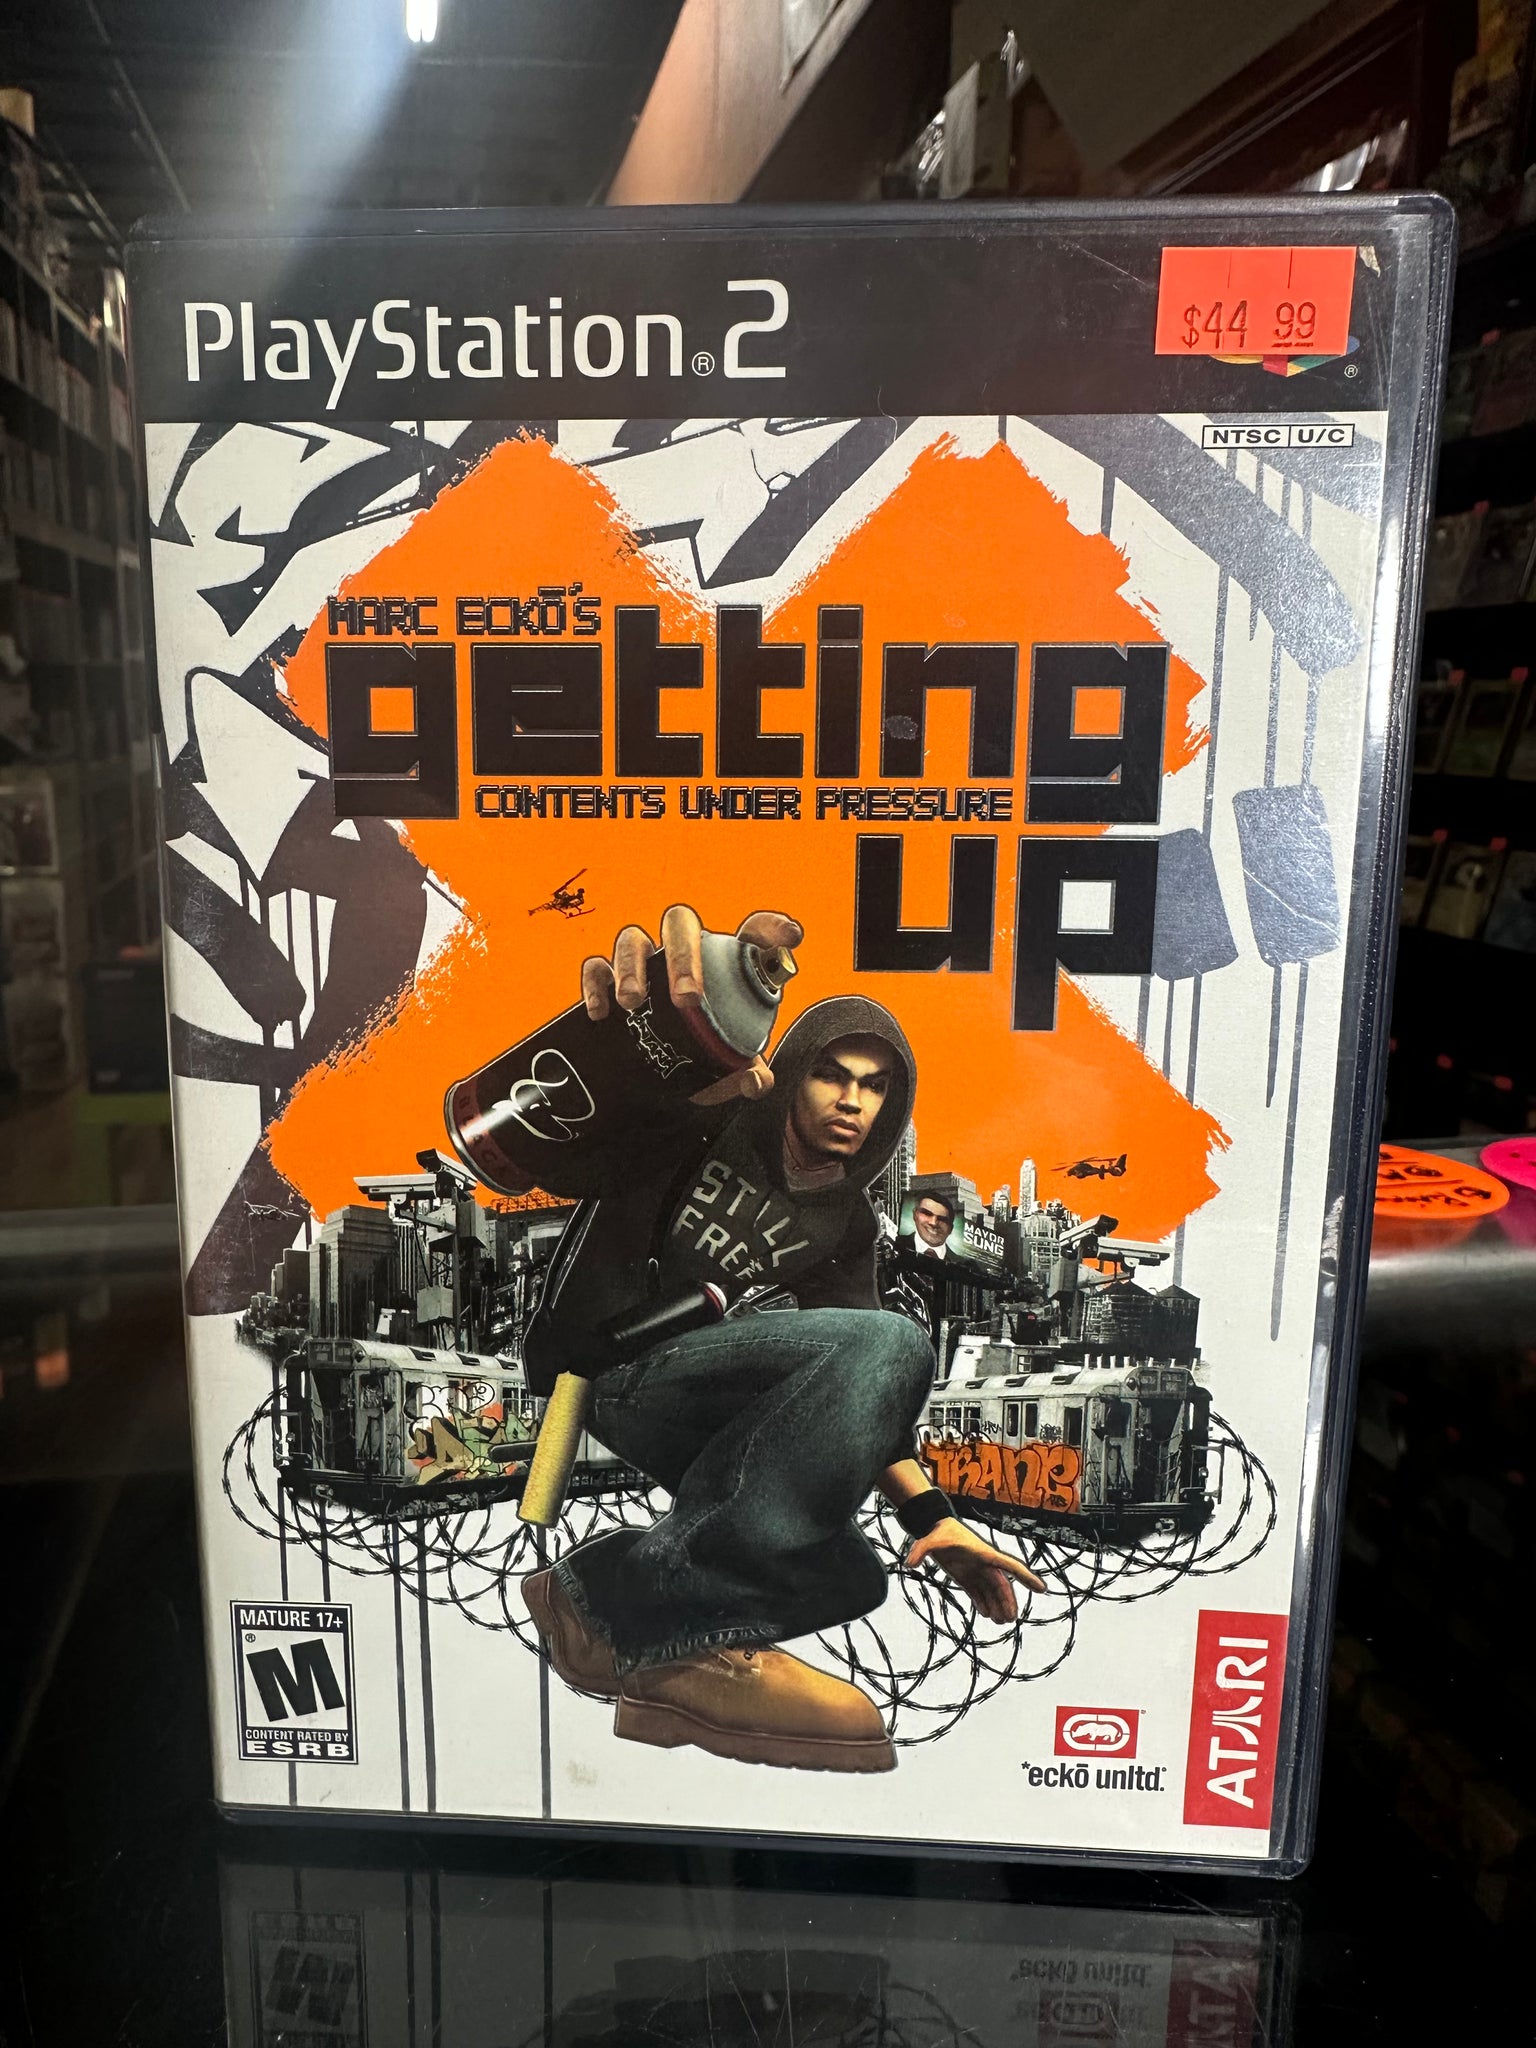 PlayStation®2
$44 99
®
NTSC U/C
MARC ECKŌ'S
getting
CONTENTS UNDER PRESSURE
up
STILL
FREE
MAYOR
SUNG
TRANE
MATURE 17+
®
M
CONTENT RATED BY
ESRB
*eckō unltd.®
ATARI